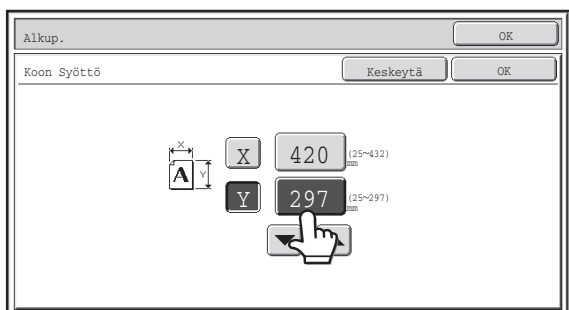 Alkup. OK
Koon Syöttö Keskeytä OK
X
X 420 (25~432)
mm
A Y
Y 297 (25~297)
mm